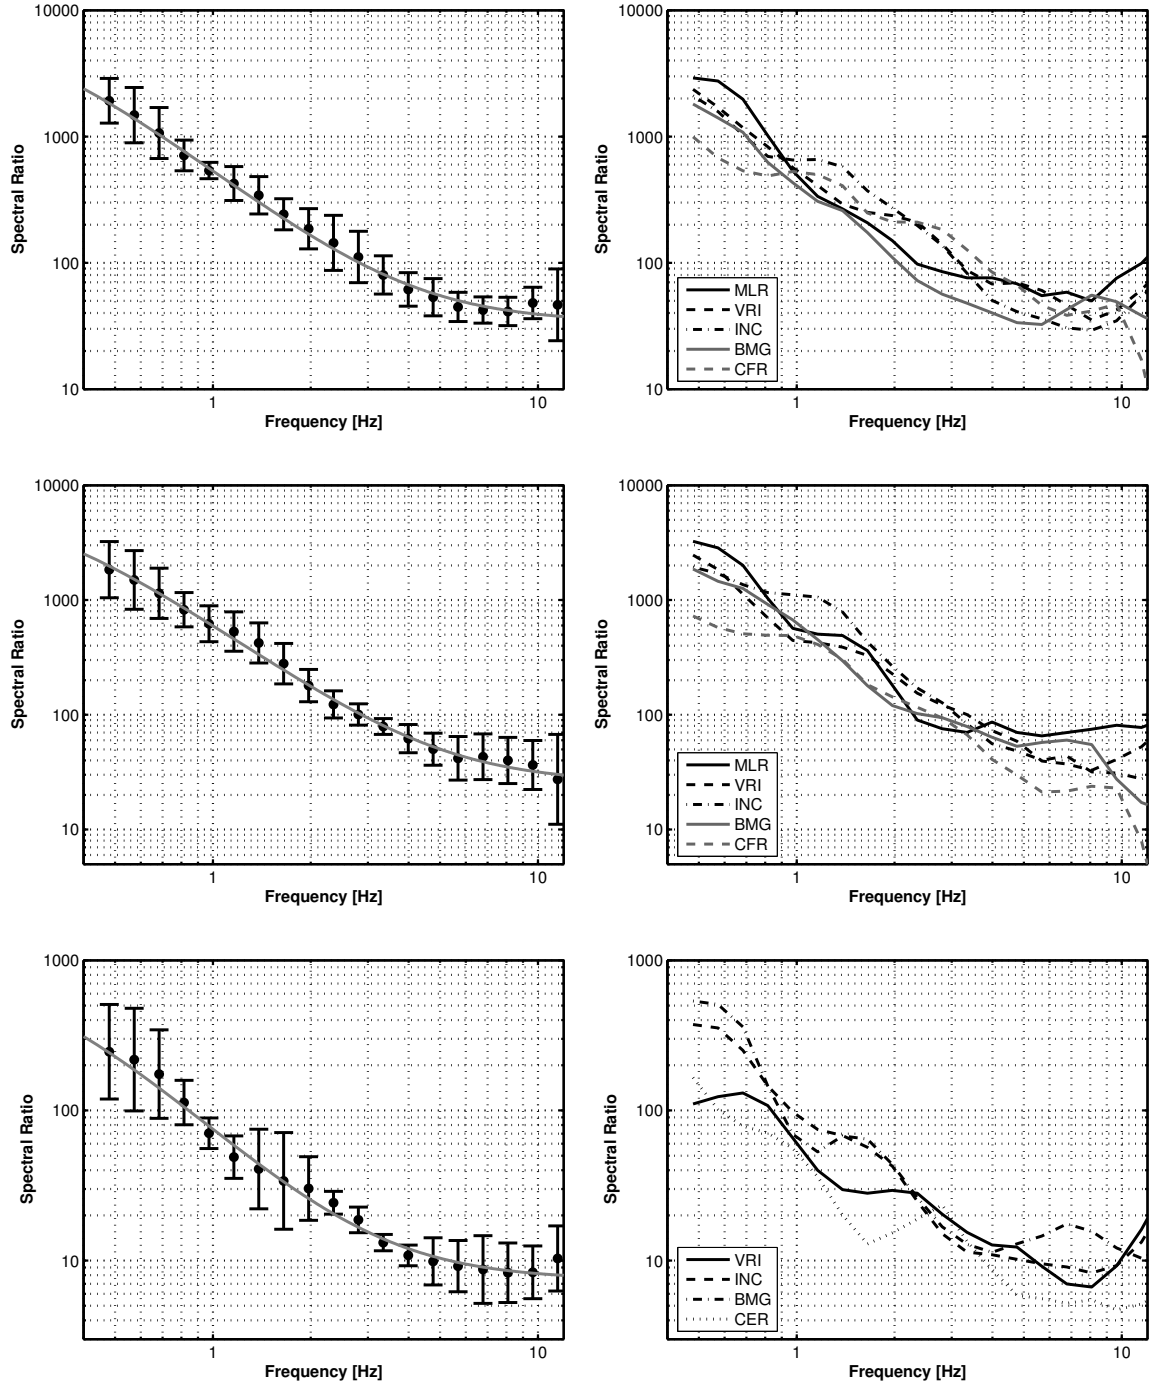 10000
1000
100
10
Spectral Ratio
1
10
Frequency [Hz]
10000
1000
100
10
Spectral Ratio
MLR
VRI
INC
BMG
CFR
1
10
Frequency [Hz]
10000
1000
100
10
Spectral Ratio
1
10
Frequency [Hz]
10000
1000
100
10
Spectral Ratio
MLR
VRI
INC
BMG
CFR
1
10
Frequency [Hz]
1000
100
10
Spectral Ratio
1
10
Frequency [Hz]
1000
100
10
Spectral Ratio
VRI
INC
BMG
CER
1
10
Frequency [Hz]